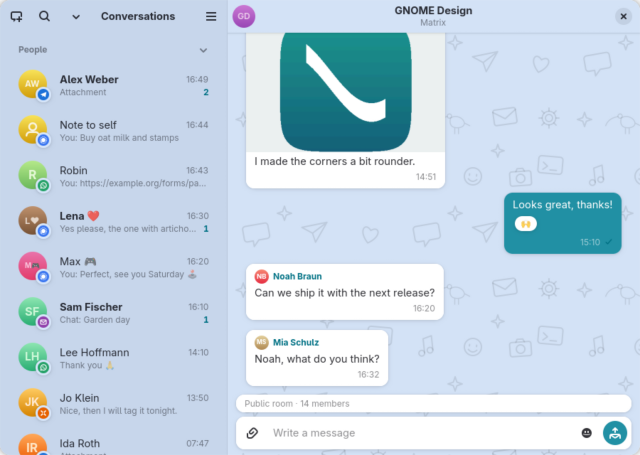 Conversations
People
AW
Alex Weber
16:49
Attachment
2
Note to self
16:44
You: Buy oat milk and stamps
R
Robin
16:43
You: https://example.org/forms/pa...
L❤️
Lena ❤️
16:30
Yes please, the one with articho...
1
M🎮
Max 🎮
16:20
You: Perfect, see you Saturday 🕹️
SF
Sam Fischer
16:10
Chat: Garden day
1
LH
Lee Hoffmann
14:10
Thank you 🙏
JK
Jo Klein
13:50
Nice, then I will tag it tonight.
IR
Ida Roth
07:47
GD
GNOME Design
Matrix
I made the corners a bit rounder.
14:51
Looks great, thanks!
🙌
15:10 ✓
NB
Noah Braun
Can we ship it with the next release?
16:20
MS
Mia Schulz
Noah, what do you think?
16:32
Public room · 14 members
Write a message